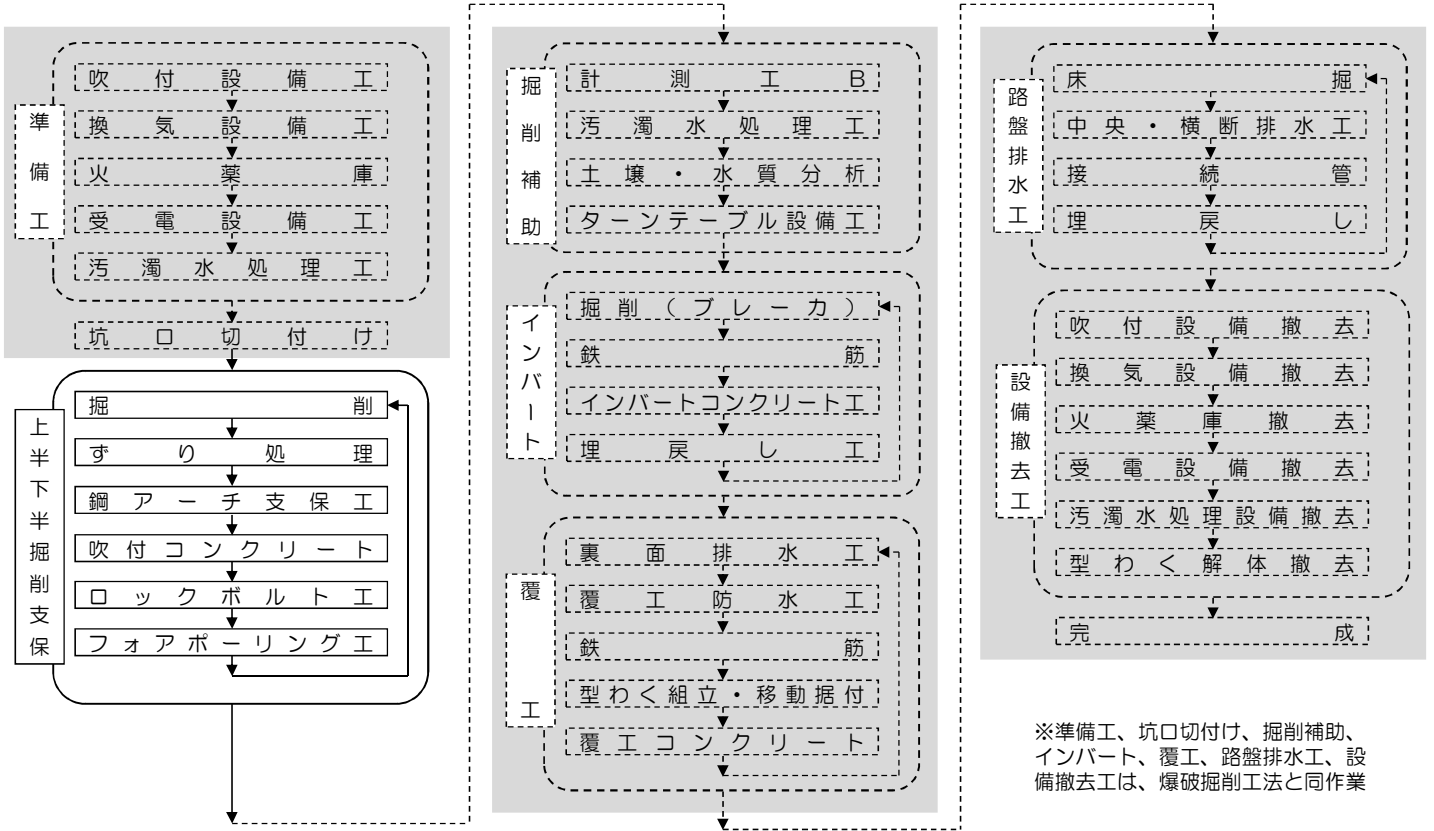 準備工
吹付設備工
換気設備工
火薬庫
受電設備工
汚濁水処理工
坑口切付け
上半下半掘削支保
掘削
ずり処理
鋼アーチ支保工
吹付コンクリート
ロックボルト工
フォアポーリング工
掘削補助
計測工B
汚濁水処理工
土壌・水質分析
ターンテーブル設備工
インバート
掘削(ブレーカ)
鉄筋
インバートコンクリート工
埋戻し工
覆工
裏面排水工
覆工防水工
鉄筋
型わく組立・移動据付
覆工コンクリート
路盤排水工
床掘
中央・横断排水工
接続管
埋戻し
設備撤去工
吹付設備撤去
換気設備撤去
火薬庫撤去
受電設備撤去
汚濁水処理設備撤去
型わく解体撤去
完成
※準備工、坑口切付け、掘削補助、
インバート、覆工、路盤排水工、設
備撤去工は、爆破掘削工法と同作業